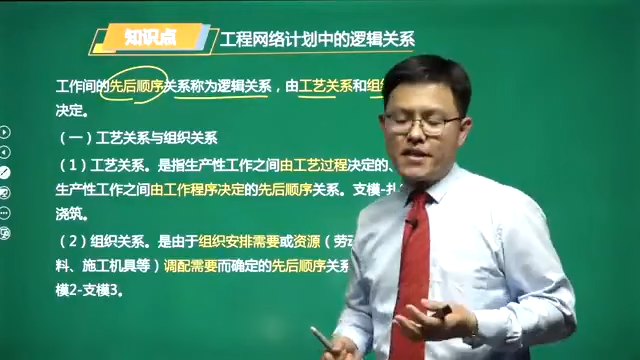 知识点
工程网络计划中的逻辑关系
工作间的先后顺序关系称为逻辑关系，由工艺关系和组
决定。
（一）工艺关系与组织关系
（1）工艺关系。是指生产性工作之间由工艺过程决定的、
生产性工作之间由工作程序决定的先后顺序关系。支模-扎
浇筑。
（2）组织关系。是由于组织安排需要或资源（劳动
料、施工机具等）调配需要而确定的先后顺序关系
模2-支模3。